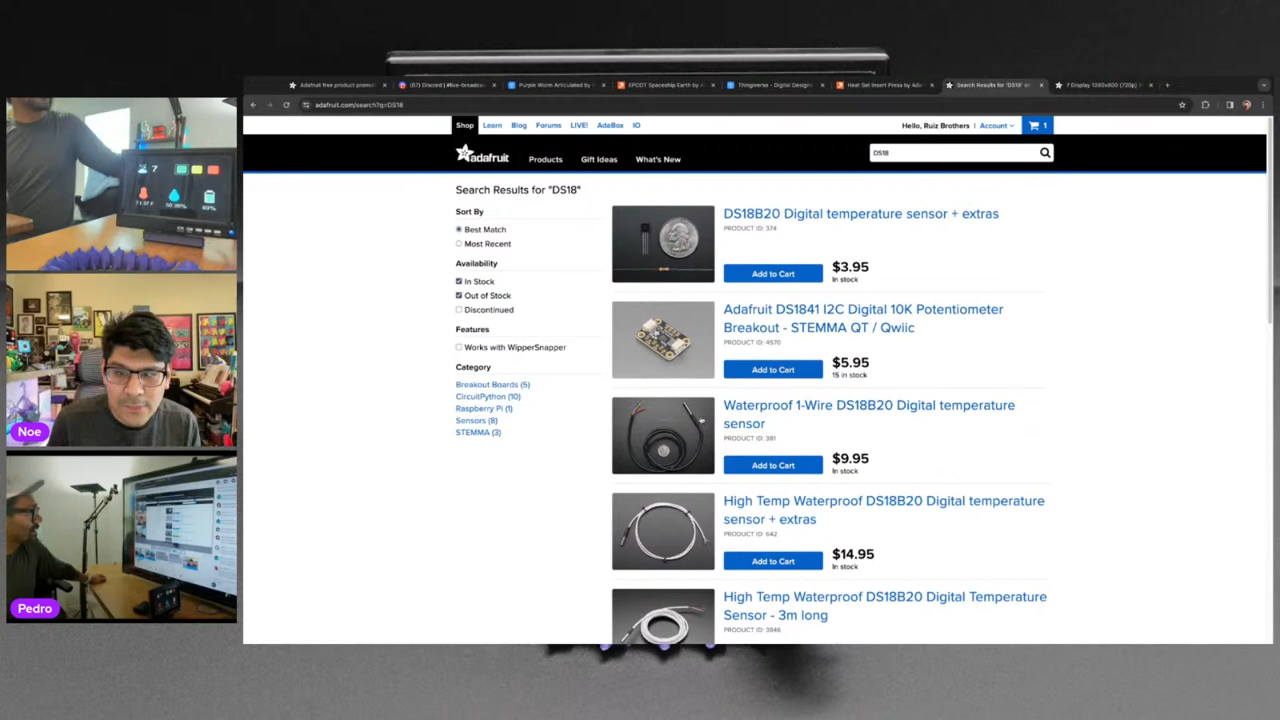 Adafruit free product promot
(57) Discord | #live-broadca
Purple Worm Articulated by
EPCOT Spaceship Earth by
Thingiverse - Digital Design
Heat Set Insert Press by Ad
Search Results for "DS18"
7 Display 1280x800 (720p)
adafruit.com/search?q=DS18
Shop
Learn
Blog
Forums
LIVE!
AdaBox
IO
Hello, Ruiz Brothers
Account
1
adafruit
Products
Gift Ideas
What's New
DS18
Search Results for "DS18"
Sort By
Best Match
Most Recent
Availability
In Stock
Out of Stock
Discontinued
Features
Works with WipperSnapper
Category
Breakout Boards (5)
CircuitPython (10)
Raspberry Pi (1)
Sensors (8)
STEMMA (3)
DS18B20 Digital temperature sensor + extras
PRODUCT ID: 374
Add to Cart
$3.95
In stock
Adafruit DS1841 I2C Digital 10K Potentiometer
Breakout - STEMMA QT / Qwiic
PRODUCT ID: 4570
Add to Cart
$5.95
15 in stock
Waterproof 1-Wire DS18B20 Digital temperature
sensor
PRODUCT ID: 381
Add to Cart
$9.95
In stock
High Temp Waterproof DS18B20 Digital temperature
sensor + extras
PRODUCT ID: 642
Add to Cart
$14.95
In stock
High Temp Waterproof DS18B20 Digital Temperature
Sensor - 3m long
PRODUCT ID: 3846
7
Noe
Pedro